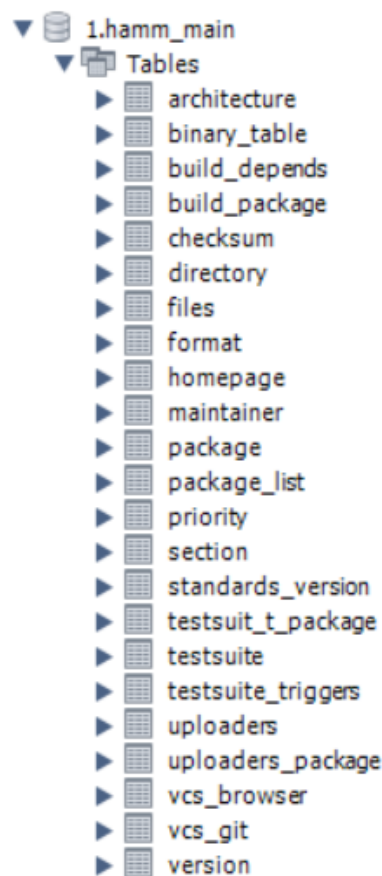 1.hamm_main
Tables
architecture
binary_table
build_depends
build_package
checksum
directory
files
format
homepage
maintainer
package
package_list
priority
section
standards_version
testsuit_t_package
testsuite
testsuite_triggers
uploaders
uploaders_package
vcs_browser
vcs_git
version